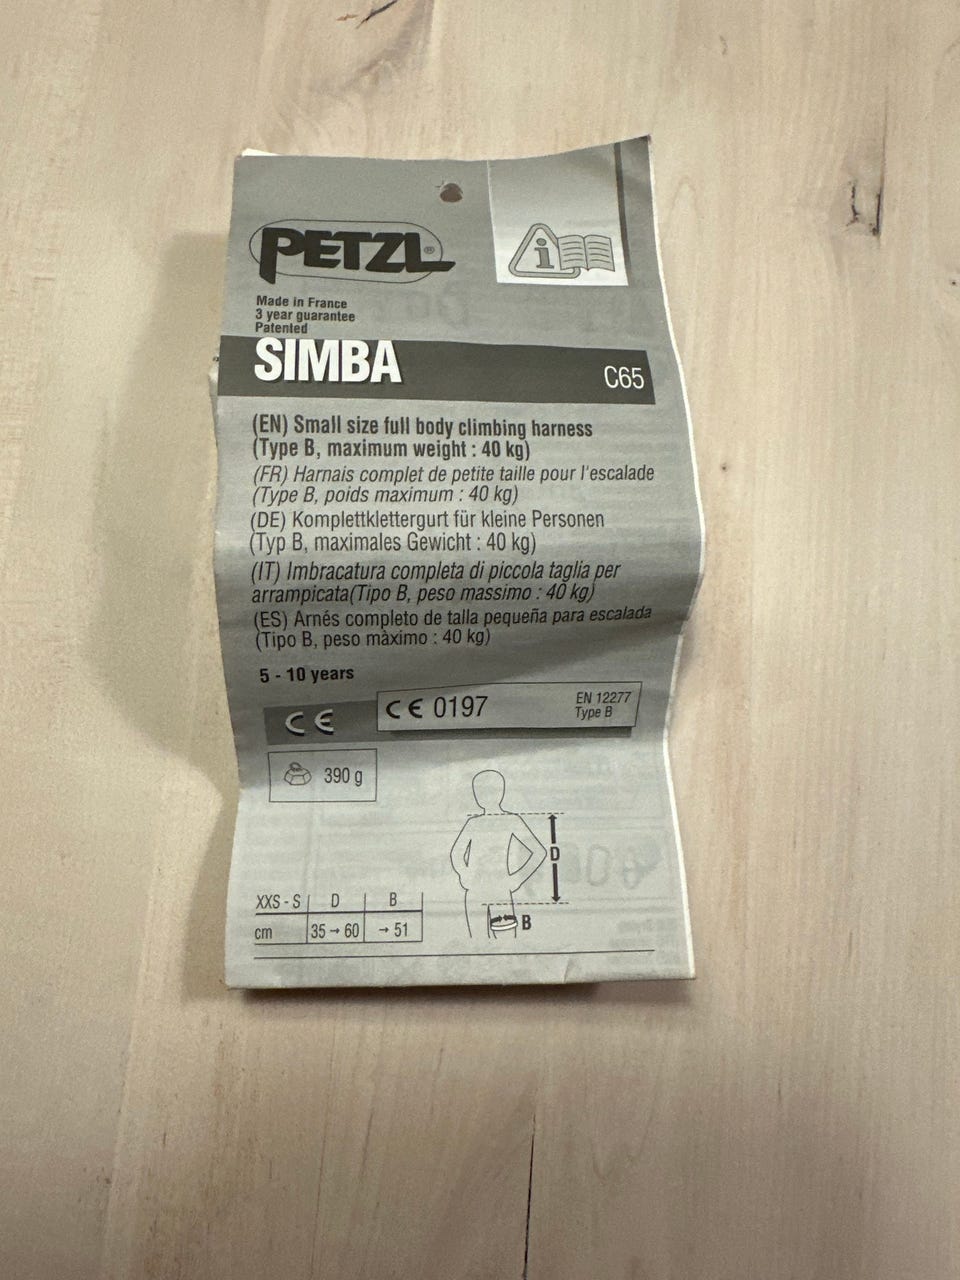 PETZL®
i
Made in France
3 year guarantee
Patented
SIMBA
C65
(EN) Small size full body climbing harness
(Type B, maximum weight : 40 kg)
(FR) Harnais complet de petite taille pour l'escalade
(Type B, poids maximum : 40 kg)
(DE) Komplettklettergurt für kleine Personen
(Typ B, maximales Gewicht : 40 kg)
(IT) Imbracatura completa di piccola taglia per
arrampicata(Tipo B, peso massimo : 40 kg)
(ES) Arnés completo de talla pequeña para escalada
(Tipo B, peso màximo : 40 kg)
5 - 10 years
CE
CE 0197
EN 12277
Type B
390 g
D
B
XXS - S D B
cm 35 → 60 → 51